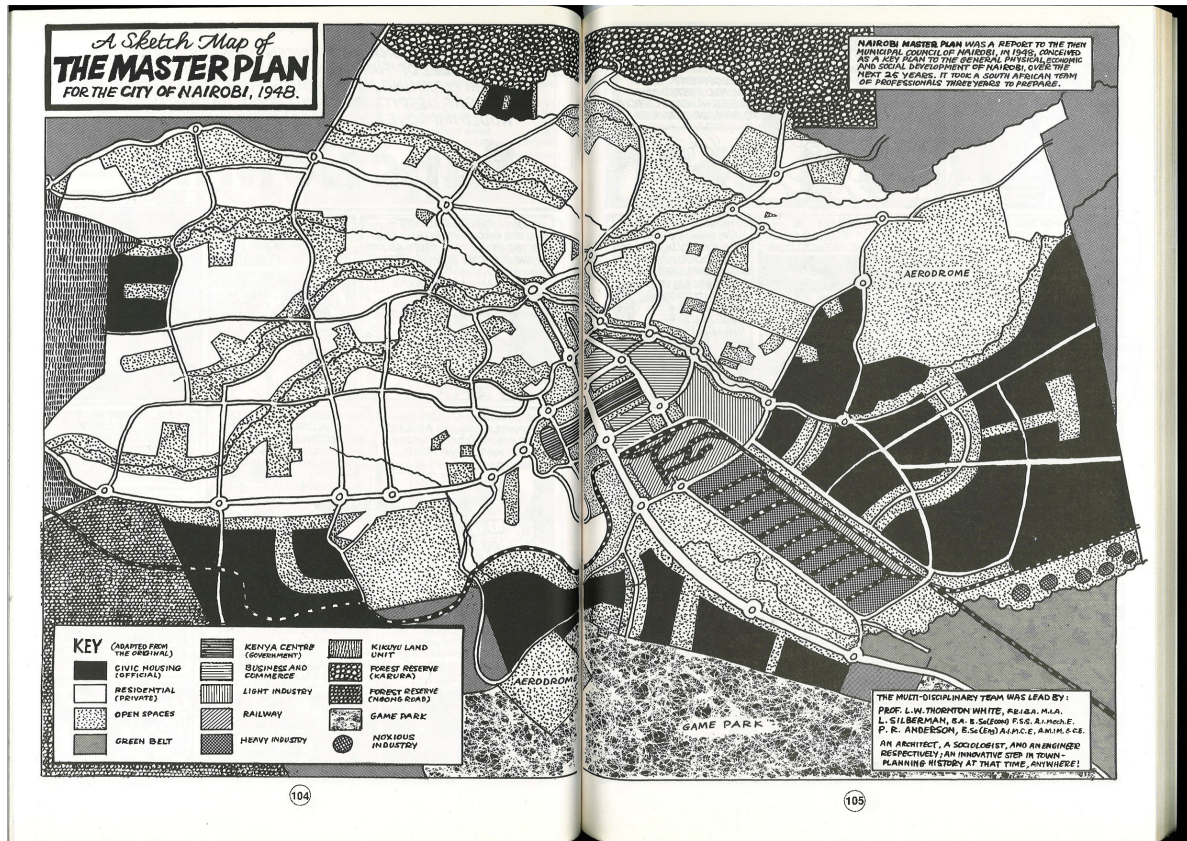 A Sketch Map of
THE MASTER PLAN
FOR THE CITY OF NAIROBI, 1948.
NAIROBI MASTER PLAN WAS A REPORT TO THE THEN
MUNICIPAL COUNCIL OF NAIROBI, IN 1948, CONCEIVED
AS A KEY PLAN TO THE GENERAL PHYSICAL, ECONOMIC
AND SOCIAL DEVELOPMENT OF NAIROBI, OVER THE
NEXT 25 YEARS. IT TOOK A SOUTH AFRICAN TEAM
OF PROFESSIONALS THREE YEARS TO PREPARE.
AERODROME
KEY (ADAPTED FROM
THE ORIGINAL)
CIVIC HOUSING
(OFFICIAL)
RESIDENTIAL
(PRIVATE)
OPEN SPACES
GREEN BELT
KENYA CENTRE
(GOVERNMENT)
BUSINESS AND
COMMERCE
LIGHT INDUSTRY
RAILWAY
HEAVY INDUSTRY
KIKUYU LAND
UNIT
FOREST RESERVE
(KARURA)
FOREST RESERVE
(NGONG ROAD)
GAME PARK
NOXIOUS
INDUSTRY
AERODROME
GAME PARK
THE MULTI-DISCIPLINARY TEAM WAS LEAD BY:
PROF. L.W. THORNTON WHITE, F.R.I.B.A. M.I.A.
L. SILBERMAN, B.A. B.Sc(Econ) F.S.S. A.I.Mech.E.
P. R. ANDERSON, B.Sc(Eng) A.I.M.C.E, A.M.I.M. & C.E.
AN ARCHITECT, A SOCIOLOGIST, AND AN ENGINEER
RESPECTIVELY; AN INNOVATIVE STEP IN TOWN-
PLANNING HISTORY AT THAT TIME, ANYWHERE!
104
105